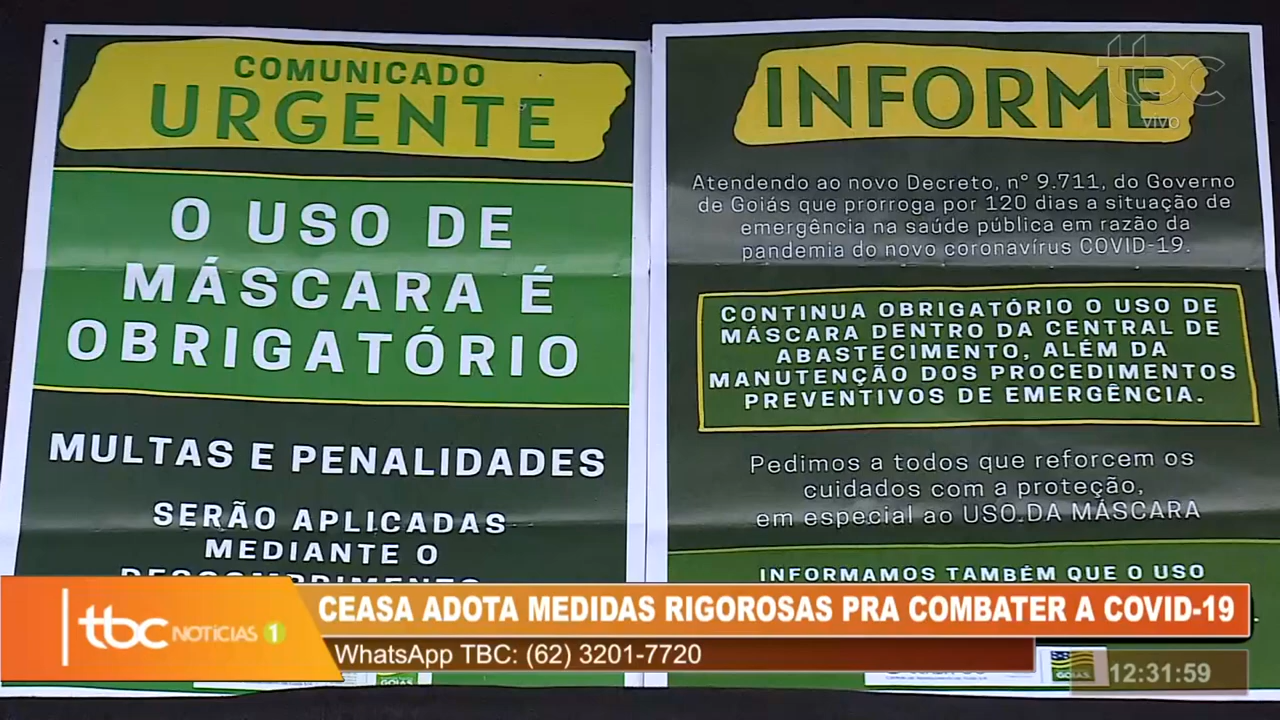 COMUNICADO
URGENTE
O USO DE
MÁSCARA É
OBRIGATÓRIO
MULTAS E PENALIDADES
SERÃO APLICADAS
MEDIANTE O
INFORME
Atendendo ao novo Decreto, n° 9.711, do Governo
de Goiás que prorroga por 120 dias a situação de
emergência na saúde pública em razão da
pandemia do novo coronavírus COVID-19.
CONTINUA OBRIGATÓRIO O USO DE
MÁSCARA DENTRO DA CENTRAL DE
ABASTECIMENTO, ALÉM DA
MANUTENÇÃO DOS PROCEDIMENTOS
PREVENTIVOS DE EMERGÊNCIA.
Pedimos a todos que reforcem os
cuidados com a proteção,
em especial ao USO DA MÁSCARA
INFORMAMOS TAMBÉM QUE O USO
tbc
vivo
tbc NOTÍCIAS 1
CEASA ADOTA MEDIDAS RIGOROSAS PRA COMBATER A COVID-19
WhatsApp TBC: (62) 3201-7720
GOIÁS
12:31:59